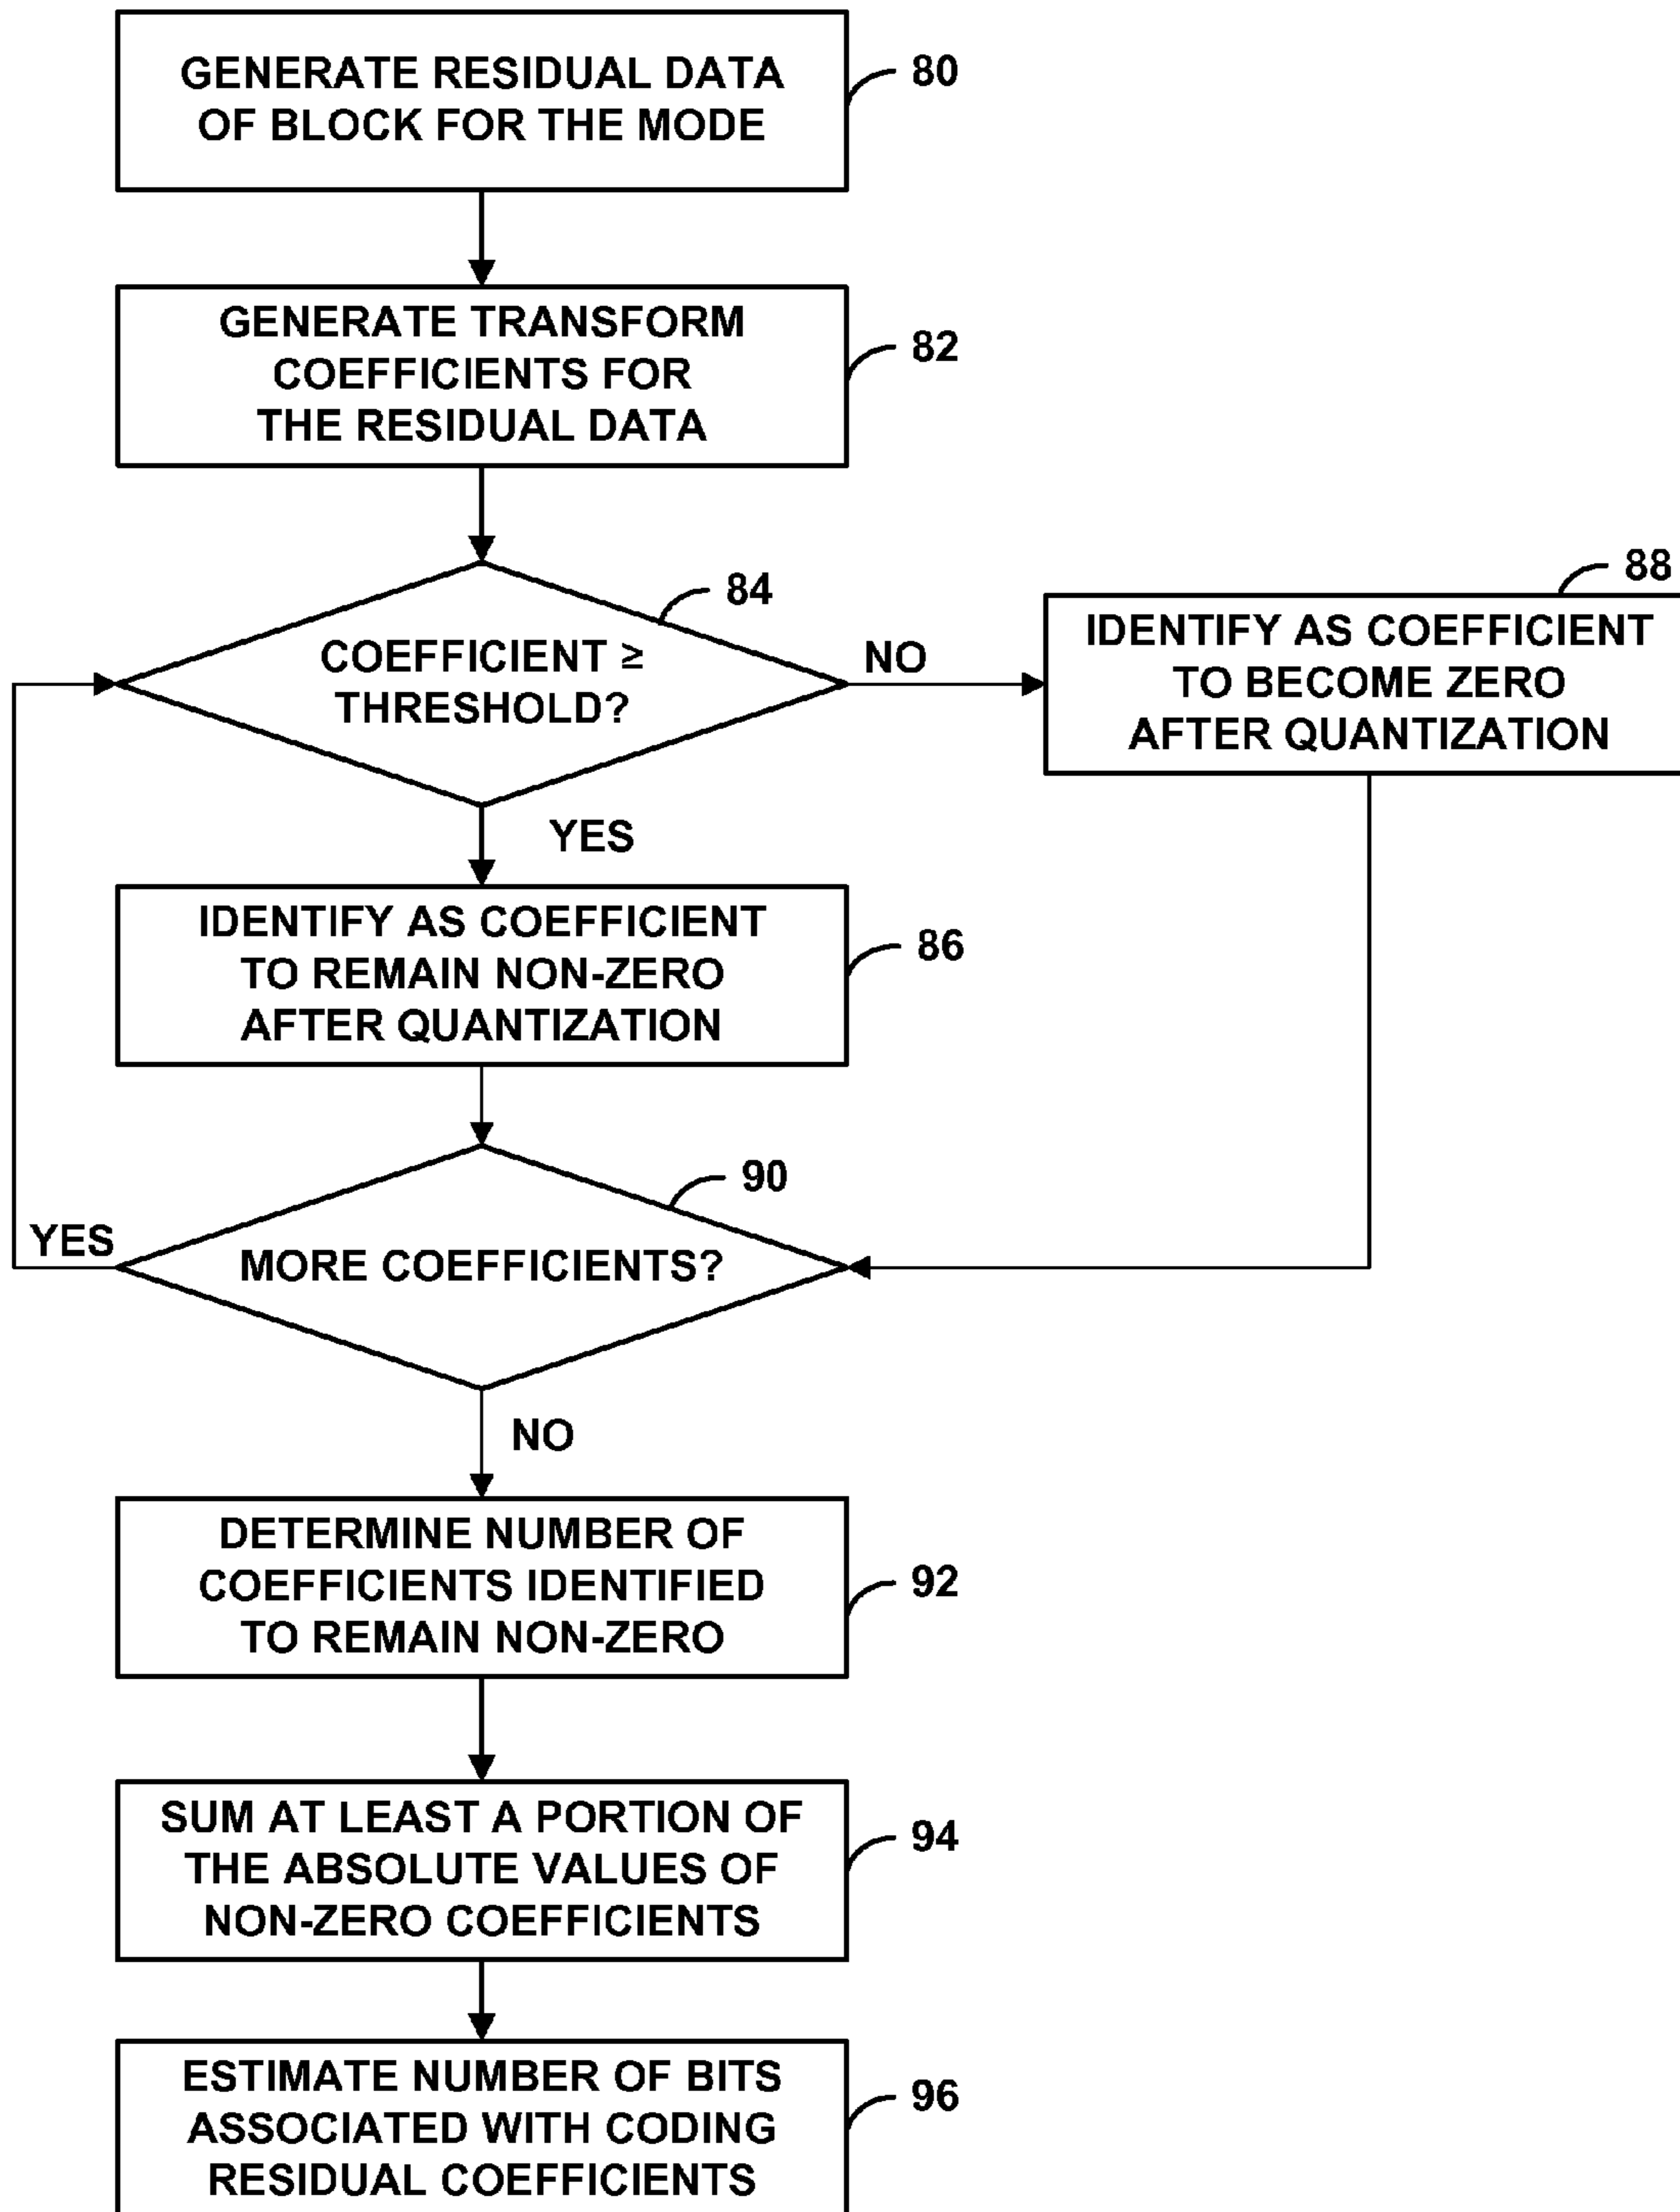 GENERATE RESIDUAL DATA
OF BLOCK FOR THE MODE
80
GENERATE TRANSFORM
COEFFICIENTS FOR
THE RESIDUAL DATA
82
84
COEFFICIENT ≥
THRESHOLD?
NO
88
IDENTIFY AS COEFFICIENT
TO BECOME ZERO
AFTER QUANTIZATION
YES
IDENTIFY AS COEFFICIENT
TO REMAIN NON-ZERO
AFTER QUANTIZATION
86
90
YES
MORE COEFFICIENTS?
NO
DETERMINE NUMBER OF
COEFFICIENTS IDENTIFIED
TO REMAIN NON-ZERO
92
SUM AT LEAST A PORTION OF
THE ABSOLUTE VALUES OF
NON-ZERO COEFFICIENTS
94
ESTIMATE NUMBER OF BITS
ASSOCIATED WITH CODING
RESIDUAL COEFFICIENTS
96